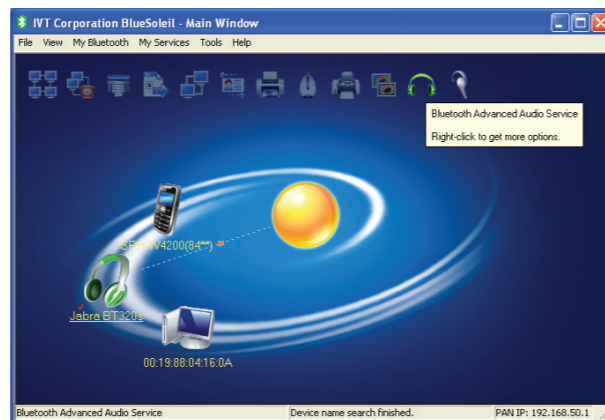 IVT Corporation BlueSoleil - Main Window
File View My Bluetooth My Services Tools Help
Bluetooth Advanced Audio Service
Right-click to get more options.
Jabra BT320s
00:19:88:04:16:0A
Bluetooth Advanced Audio Service Device name search finished. PAN IP: 192.168.50.1